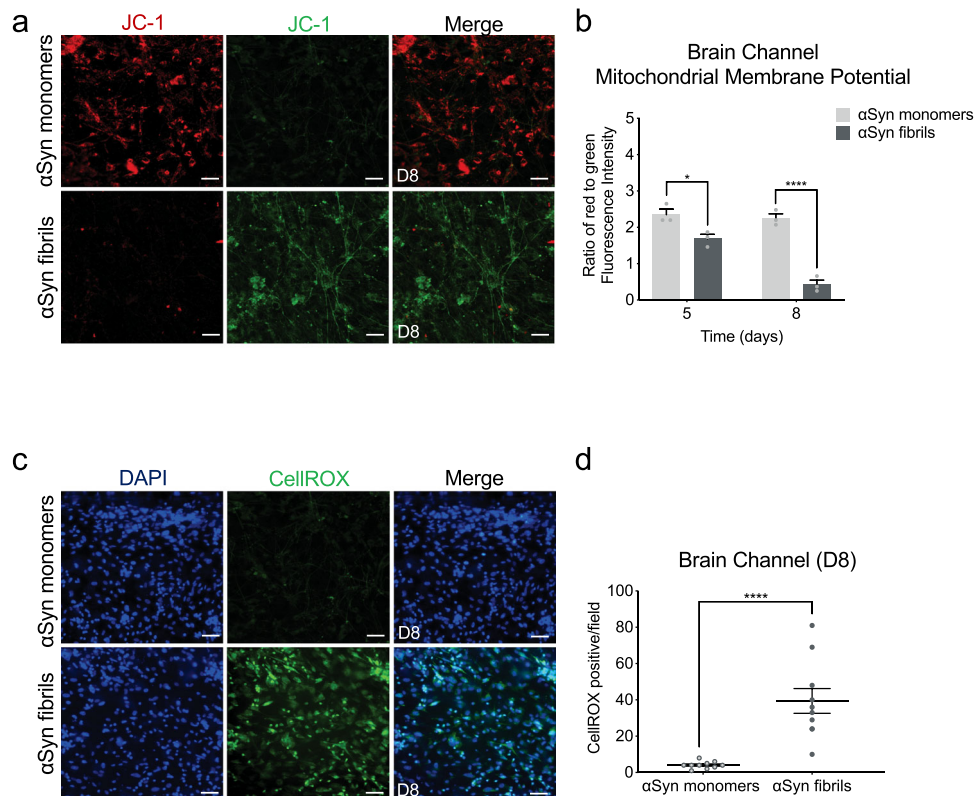 a
JC-1
JC-1
Merge
αSyn monomers
D8
αSyn fibrils
D8
b
Brain Channel
Mitochondrial Membrane Potential
αSyn monomers
αSyn fibrils
Ratio of red to green
Fluorescence Intensity
5
4
3
2
1
0
*
****
5
8
Time (days)
c
DAPI
CellROX
Merge
αSyn monomers
D8
αSyn fibrils
D8
d
Brain Channel (D8)
CellROX positive/field
100
80
60
40
20
0
****
αSyn monomers
αSyn fibrils